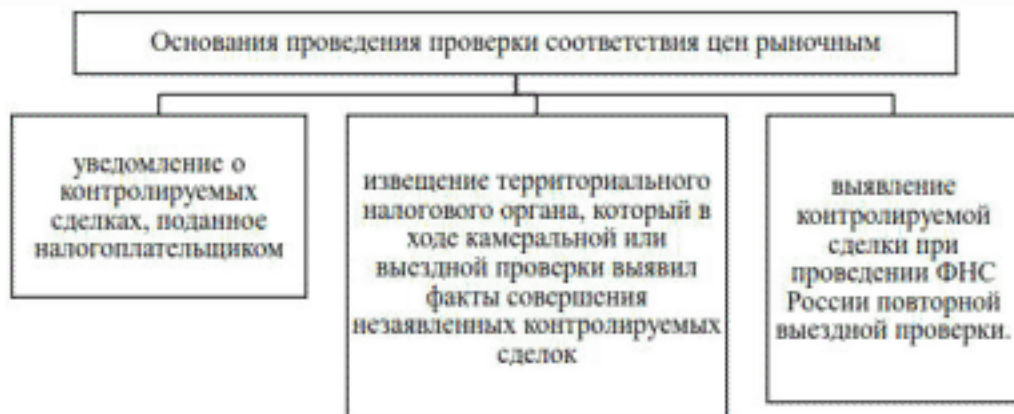 Основания проведения проверки соответствия цен рыночным
уведомление о
контролируемых
сделках, поданное
налогоплательщиком
извещение территориального
налогового органа, который в
ходе камеральной или
выездной проверки выявил
факты совершения
незаявленных контролируемых
сделок
выявление
контролируемой
сделки при
проведении ФНС
России повторной
выездной проверки.